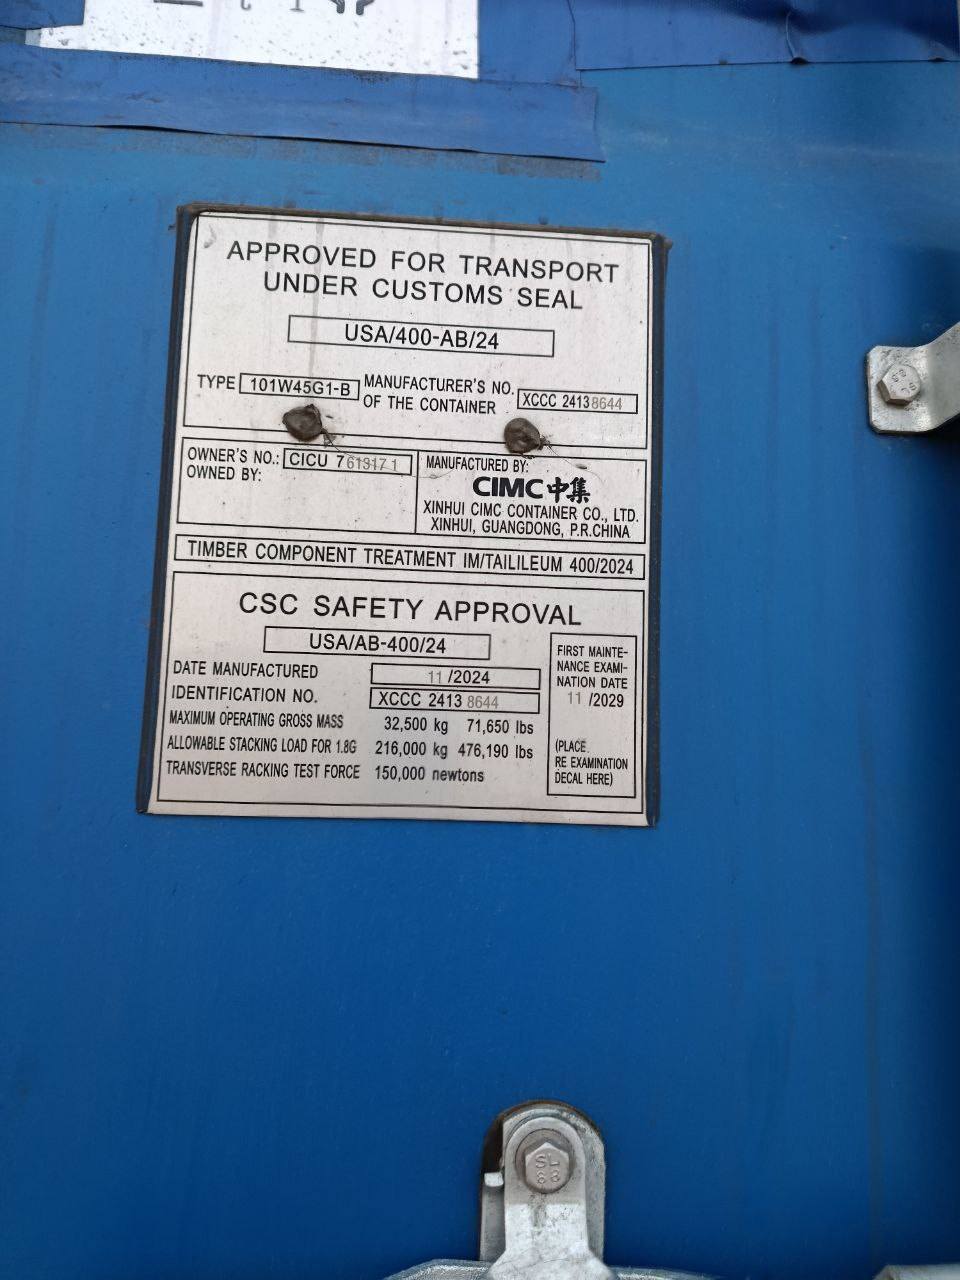 APPROVED FOR TRANSPORT
UNDER CUSTOMS SEAL
USA/400-AB/24
TYPE 101W45G1-B
MANUFACTURER'S NO.
OF THE CONTAINER
XCCC 24138644
OWNER'S NO.: CICU 7613171
OWNED BY:
MANUFACTURED BY:
CIMC中集
XINHUI CIMC CONTAINER CO., LTD.
XINHUI, GUANGDONG, P.R.CHINA
TIMBER COMPONENT TREATMENT IM/TAILILEUM 400/2024
CSC SAFETY APPROVAL
USA/AB-400/24
DATE MANUFACTURED 11 /2024
IDENTIFICATION NO. XCCC 2413 8644
MAXIMUM OPERATING GROSS MASS 32,500 kg 71,650 lbs
ALLOWABLE STACKING LOAD FOR 1.8G 216,000 kg 476,190 lbs
TRANSVERSE RACKING TEST FORCE 150,000 newtons
FIRST MAINTE-
NANCE EXAMI-
NATION DATE
11 /2029
(PLACE
RE EXAMINATION
DECAL HERE)
SL
88